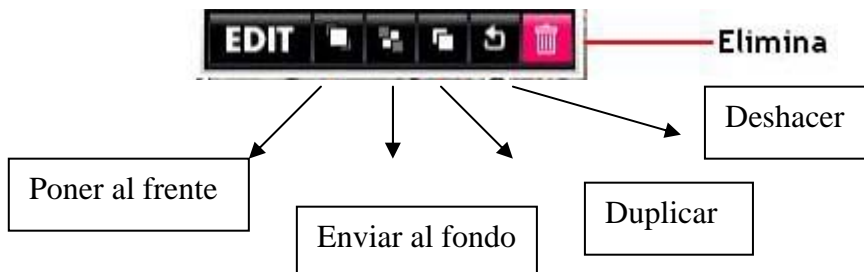 EDIT
Elimina
Deshacer
Poner al frente
Duplicar
Enviar al fondo